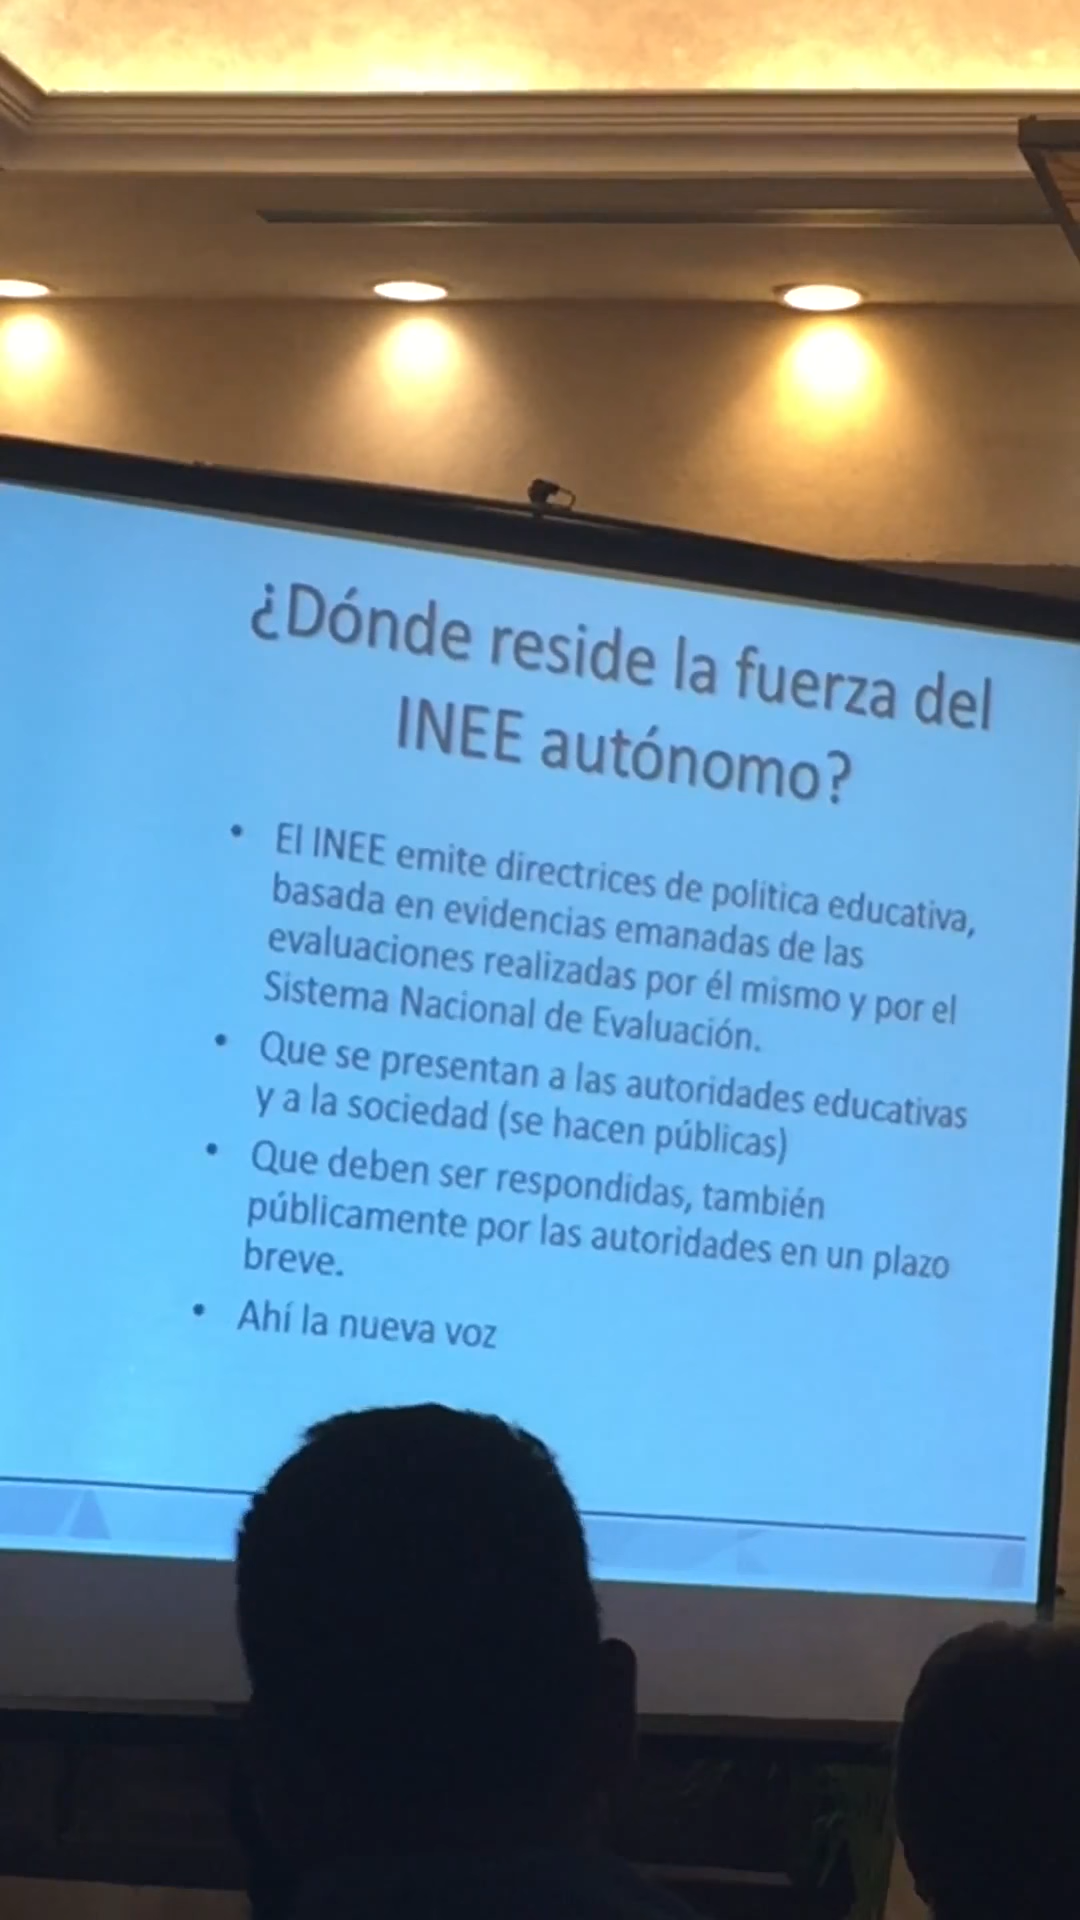 ¿Dónde reside la fuerza del
INEE autónomo?
• El INEE emite directrices de política educativa,
basada en evidencias emanadas de las
evaluaciones realizadas por él mismo y por el
Sistema Nacional de Evaluación.
• Que se presentan a las autoridades educativas
y a la sociedad (se hacen públicas)
• Que deben ser respondidas, también
públicamente por las autoridades en un plazo
breve.
• Ahí la nueva voz